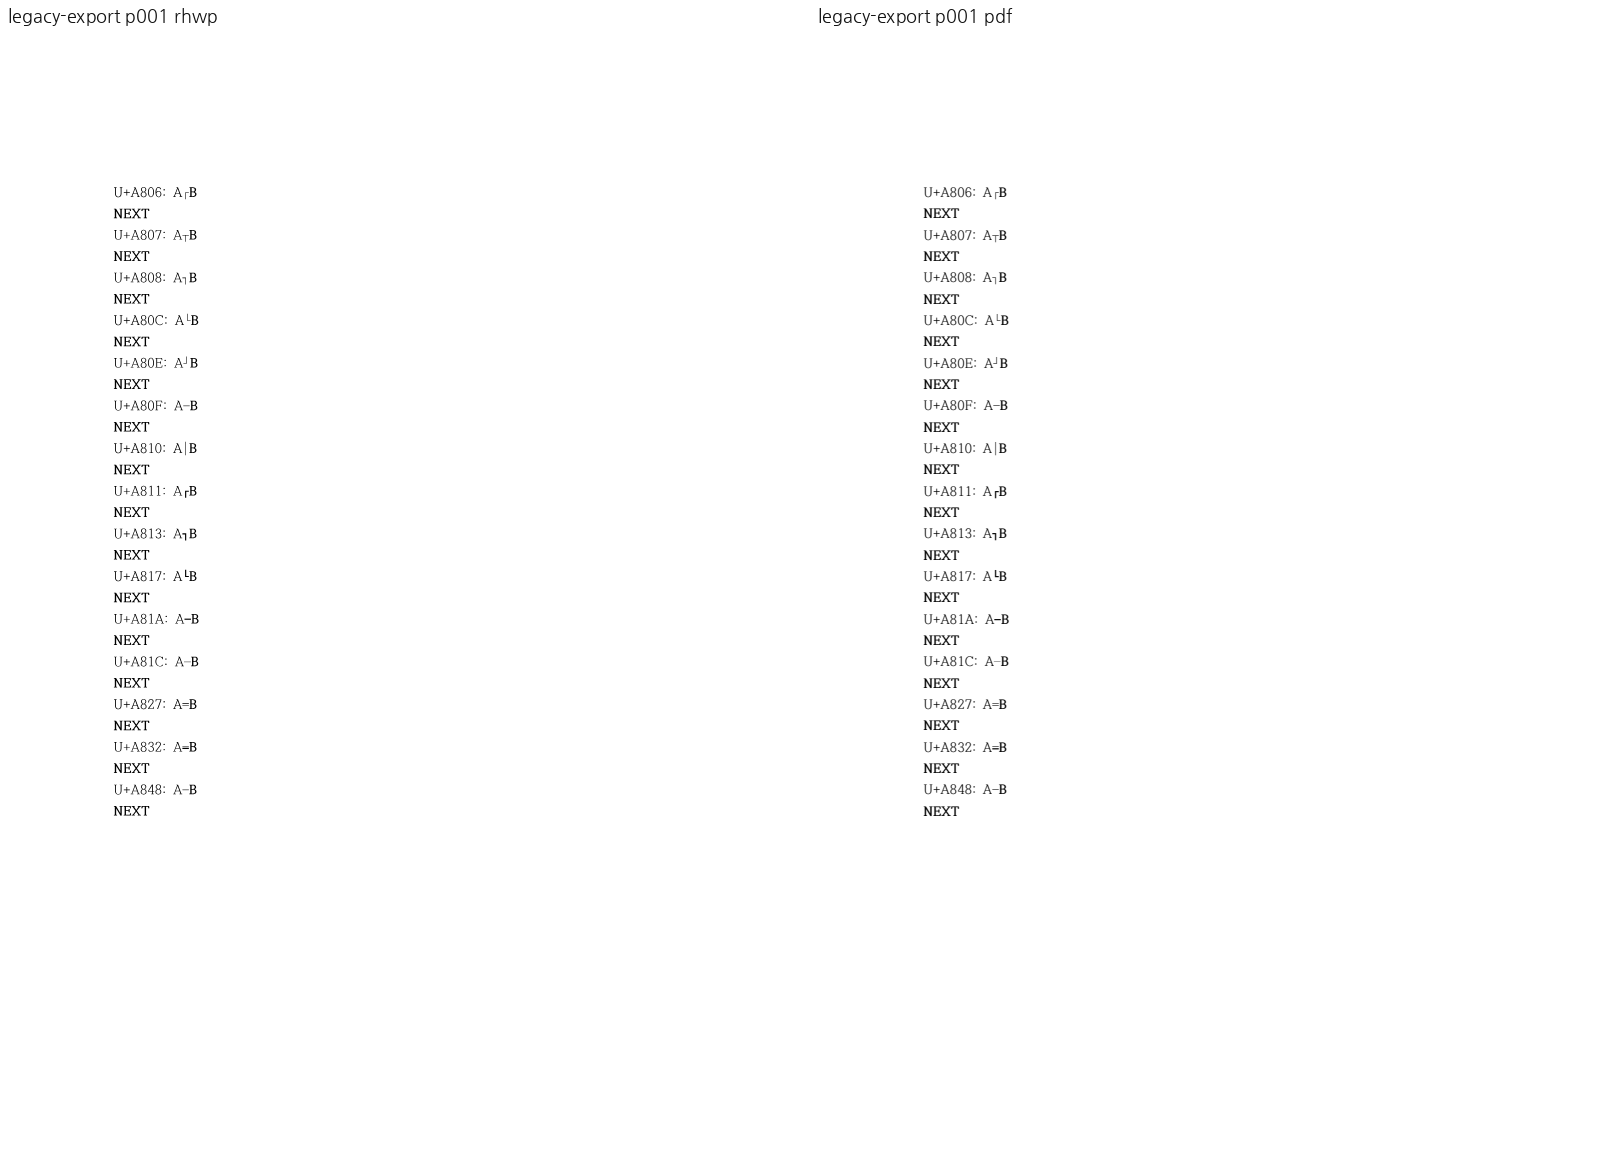 legacy-export p001 rhwp
U+A806: A┌B
NEXT
U+A807: A┬B
NEXT
U+A808: A┐B
NEXT
U+A80C: A└B
NEXT
U+A80E: A┘B
NEXT
U+A80F: A─B
NEXT
U+A810: A│B
NEXT
U+A811: A┏B
NEXT
U+A813: A┓B
NEXT
U+A817: A┗B
NEXT
U+A81A: A━B
NEXT
U+A81C: A─B
NEXT
U+A827: A═B
NEXT
U+A832: A═B
NEXT
U+A848: A─B
NEXT
legacy-export p001 pdf
U+A806: A┌B
NEXT
U+A807: A┬B
NEXT
U+A808: A┐B
NEXT
U+A80C: A└B
NEXT
U+A80E: A┘B
NEXT
U+A80F: A─B
NEXT
U+A810: A│B
NEXT
U+A811: A┏B
NEXT
U+A813: A┓B
NEXT
U+A817: A┗B
NEXT
U+A81A: A━B
NEXT
U+A81C: A─B
NEXT
U+A827: A═B
NEXT
U+A832: A═B
NEXT
U+A848: A─B
NEXT